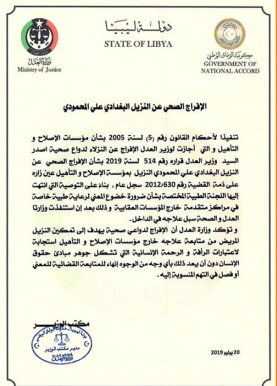 دولة ليبيا
STATE OF LIBYA
Ministry of Justice
حكومة الوفاق الوطني
GOVERNMENT OF
NATIONAL ACCORD
الإفراج الصحي عن النزيل البغدادي علي المحمودي
تنفيذا لأحكام القانون رقم (5) لسنة 2005 بشأن مؤسسات الإصلاح و
التأهيل و التي أجازت لوزير العدل الإفراج عن النزلاء لدواع صحية أصدر
السيد وزير العدل قراره رقم 514 لسنة 2019 بشأن الإفراج الصحي عن
النزيل البغدادي علي المحمودي النزيل بمؤسسة الإصلاح و التأهيل عين زاره
على ذمة القضية رقم 2012/630 سجل عام , بناء على التوصية التي انتهت
إليها اللجنة الطبية المختصة بشأن ضرورة خضوع المعني لرعاية طبية خاصة
في مراكز متقدمة خارج المؤسسات العقابية و ذلك بعد إن استنفذت وزارتا
العدل و الصحة سبل علاجه في الداخل.
و تؤكد وزارة العدل أن الإفراج لدواعي صحية يهدف إلى تمكين النزيل
المريض من متابعة علاجه خارج مؤسسات الإصلاح و التأهيل استجابة
لاعتبارات الرأفة و الرحمة الإنسانية التي تشكل جوهر مبادئ حقوق
الإنسان دون أن يعد ذلك بأي وجه من الوجوه إنهاء للمتابعة القضائية للمعني
أو فصل في التهم المنسوبة إليه.
مكتب الوزير
20 يوليو 2019